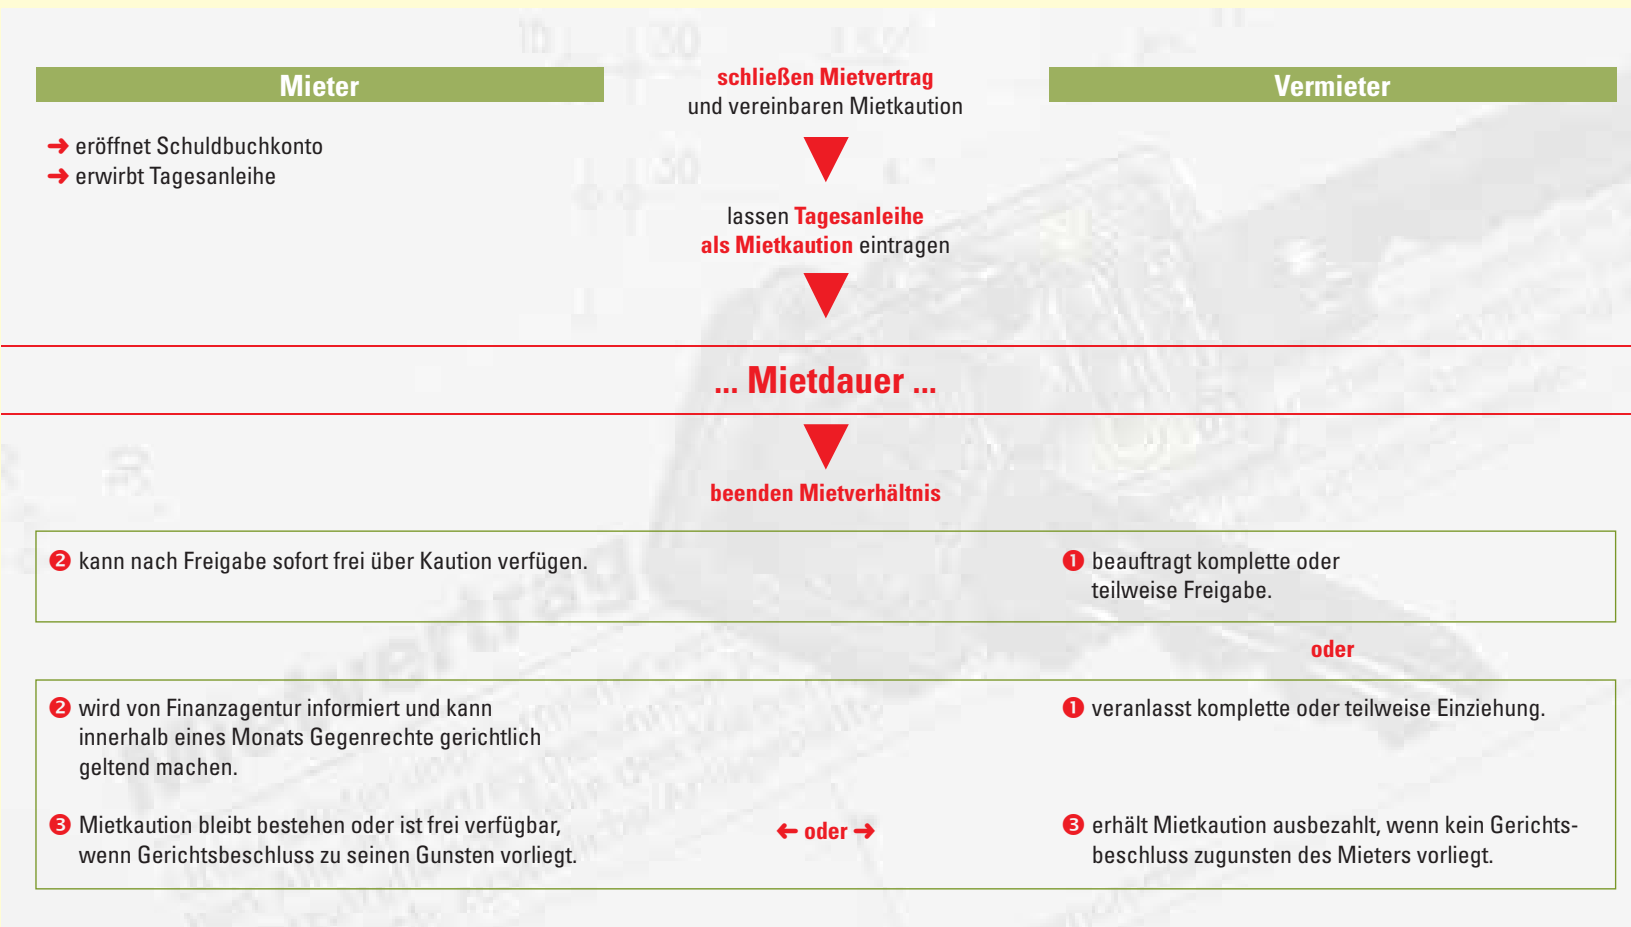 Mieter
schließen Mietvertrag
und vereinbaren Mietkaution
Vermieter
➜ eröffnet Schuldbuchkonto
➜ erwirbt Tagesanleihe
lassen Tagesanleihe
als Mietkaution eintragen
... Mietdauer ...
beenden Mietverhältnis
❷ kann nach Freigabe sofort frei über Kaution verfügen.
❶ beauftragt komplette oder
teilweise Freigabe.
oder
❷ wird von Finanzagentur informiert und kann
innerhalb eines Monats Gegenrechte gerichtlich
geltend machen.
❶ veranlasst komplette oder teilweise Einziehung.
❸ Mietkaution bleibt bestehen oder ist frei verfügbar,
wenn Gerichtsbeschluss zu seinen Gunsten vorliegt.
← oder →
❸ erhält Mietkaution ausbezahlt, wenn kein Gerichts-
beschluss zugunsten des Mieters vorliegt.
Mietvertrag